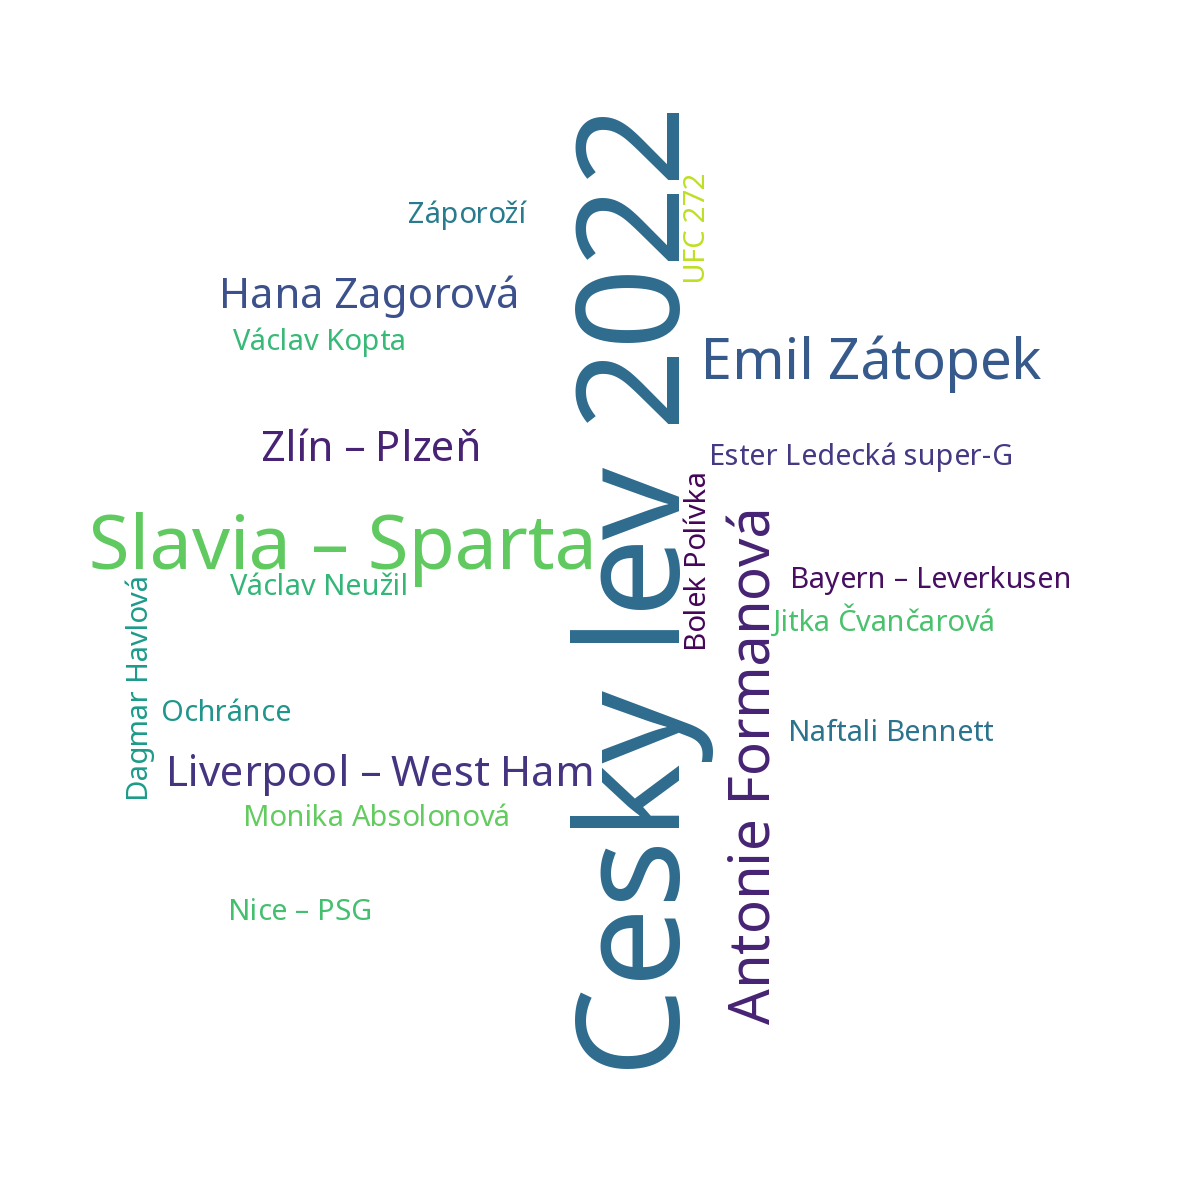 Cesky lev 2022
UFC 272
Záporoží
Hana Zagorová
Václav Kopta
Emil Zátopek
Zlín – Plzeň
Ester Ledecká super-G
Bolek Polívka
Slavia – Sparta
Antonie Formanová
Václav Neužil
Bayern – Leverkusen
Jitka Čvančarová
Dagmar Havlová
Ochránce
Naftali Bennett
Liverpool – West Ham
Monika Absolonová
Nice – PSG